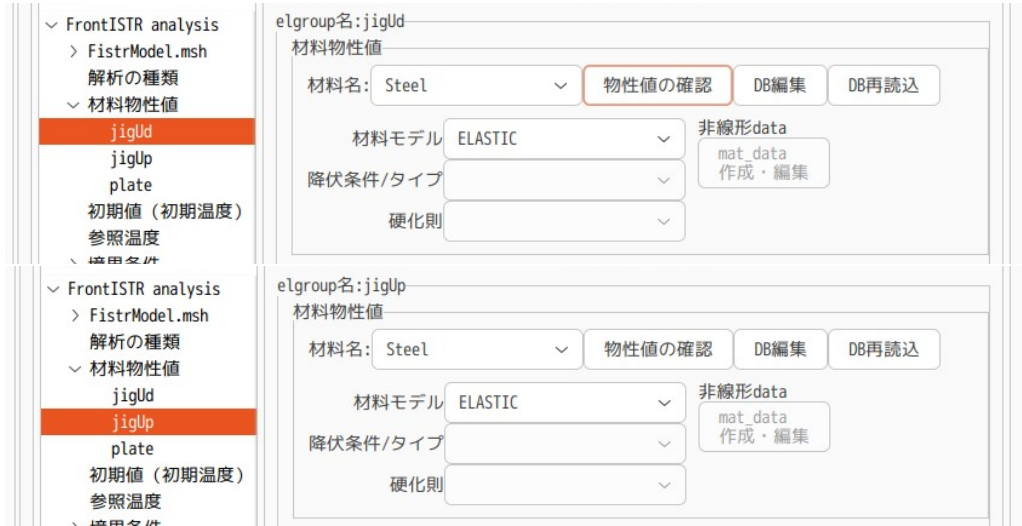 FrontISTR analysis
FistrModel.msh
解析の種類
材料物性値
jigUd
jigUp
plate
初期値（初期温度）
参照温度
境界条件
elgroup名:jigUd
材料物性値
材料名: Steel 物性値の確認 DB編集 DB再読込
材料モデル ELASTIC
非線形data
mat_data
作成・編集
降伏条件/タイプ
硬化則
FrontISTR analysis
FistrModel.msh
解析の種類
材料物性値
jigUd
jigUp
plate
初期値（初期温度）
参照温度
境界条件
elgroup名:jigUp
材料物性値
材料名: Steel 物性値の確認 DB編集 DB再読込
材料モデル ELASTIC
非線形data
mat_data
作成・編集
降伏条件/タイプ
硬化則